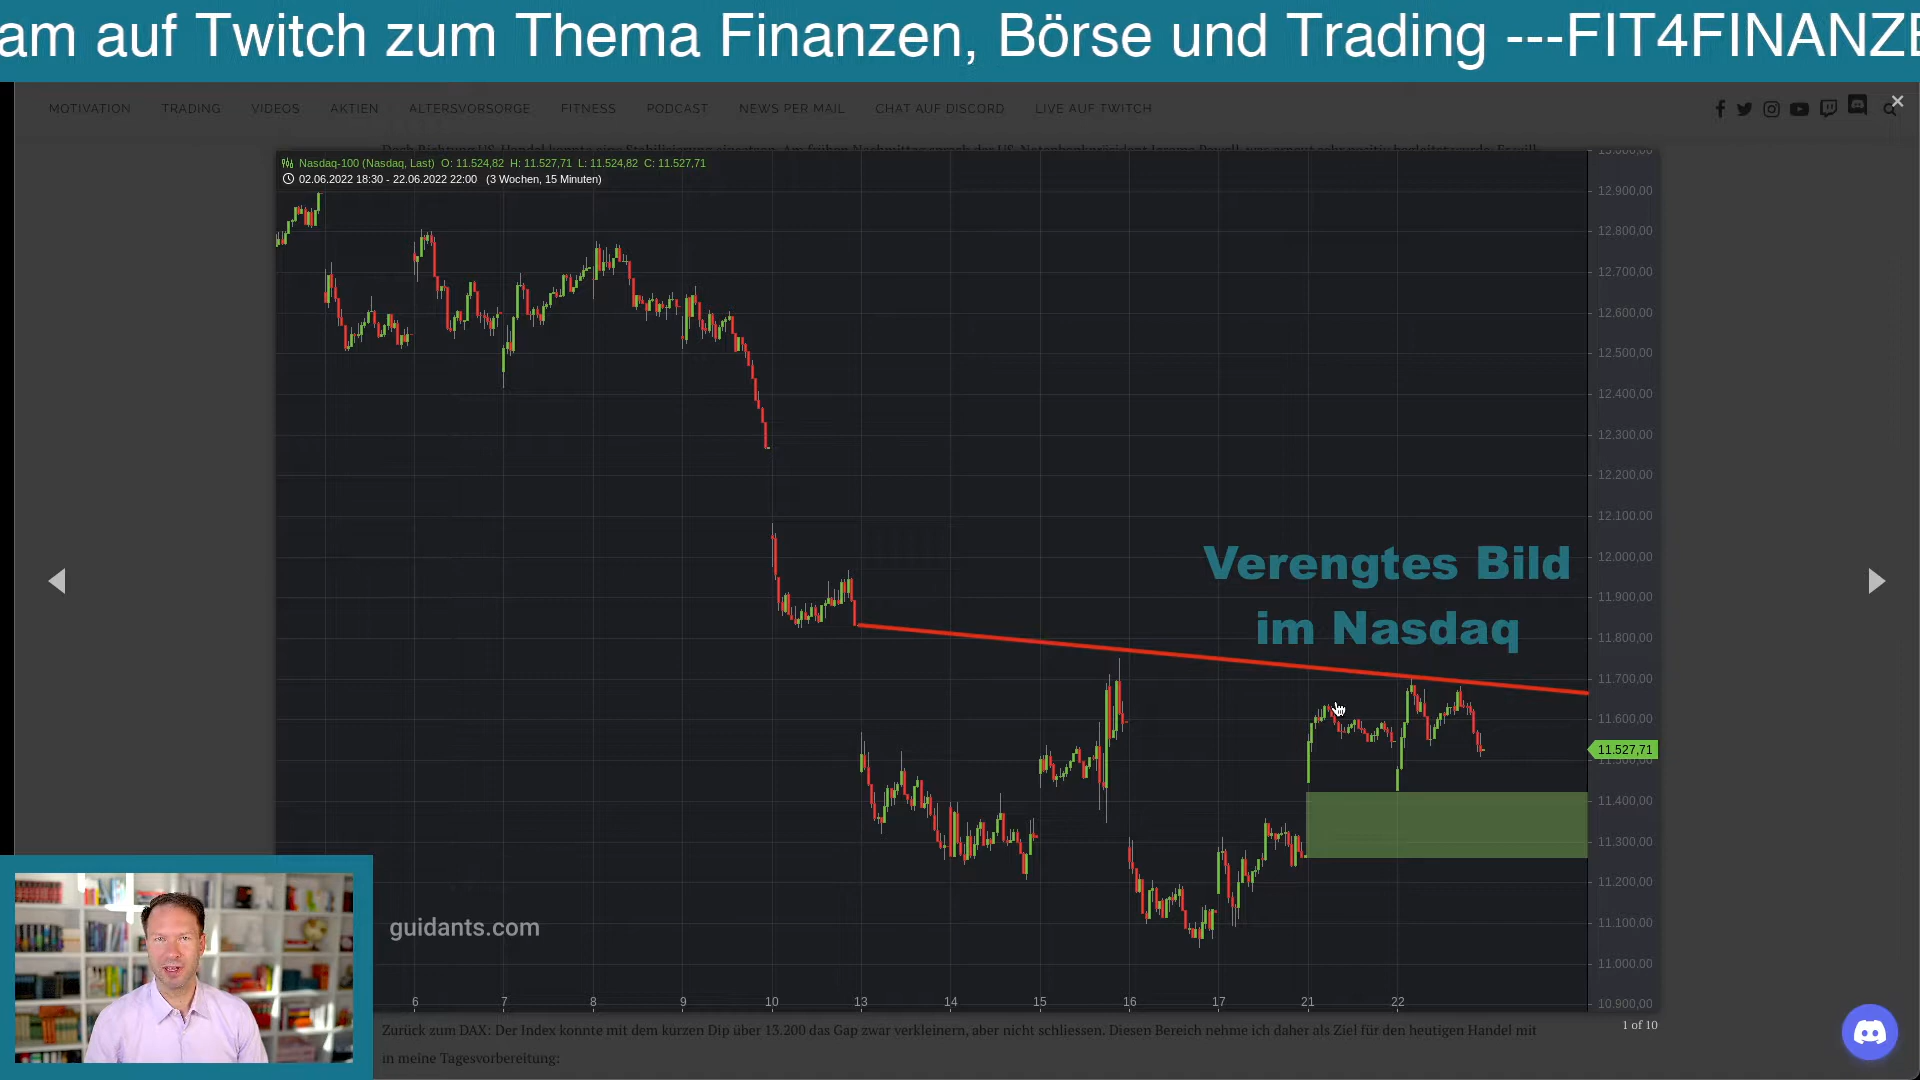 am auf Twitch zum Thema Finanzen, Börse und Trading ---FIT4FINANZE
MOTIVATION TRADING VIDEOS AKTIEN ALTERSVORSORGE FITNESS PODCAST NEWS PER MAIL CHAT AUF DISCORD LIVE AUF TWITCH
Nasdaq-100 (Nasdaq, Last) O: 11.524,82 H: 11.527,71 L: 11.524,82 C: 11.527,71
02.06.2022 18:30 - 22.06.2022 22:00 (3 Wochen, 15 Minuten)
13.000,00
12.900,00
12.800,00
12.700,00
12.600,00
12.500,00
12.400,00
12.300,00
12.200,00
12.100,00
12.000,00
11.900,00
11.800,00
11.700,00
11.600,00
11.527,71
11.500,00
11.400,00
11.300,00
11.200,00
11.100,00
11.000,00
10.900,00
Verengtes Bild
im Nasdaq
guidants.com
6 7 8 9 10 13 14 15 16 17 21 22
1 of 10
Zurück zum DAX: Der Index konnte mit dem kurzen Dip über 13.200 das Gap zwar verkleinern, aber nicht schliessen. Diesen Bereich nehme ich daher als Ziel für den heutigen Handel mit
in meine Tagesvorbereitung: